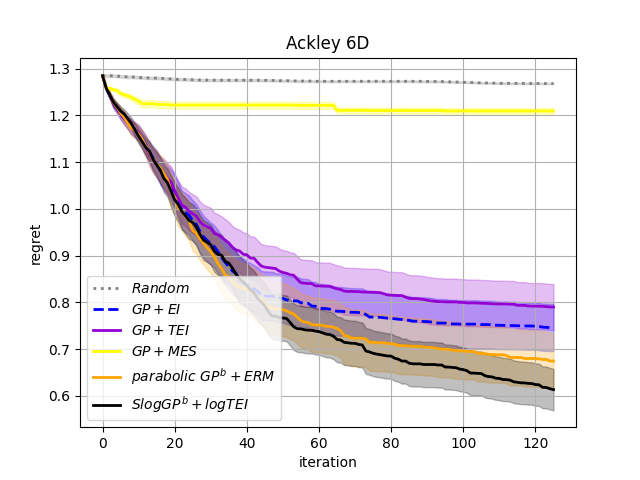 Ackley 6D
1.3
1.2
1.1
1.0
0.9
0.8
0.7
0.6
regret
Random
GP + EI
GP + TEI
GP + MES
parabolic GP^b + ERM
SlogGP^b + logTEI
0
20
40
60
80
100
120
iteration